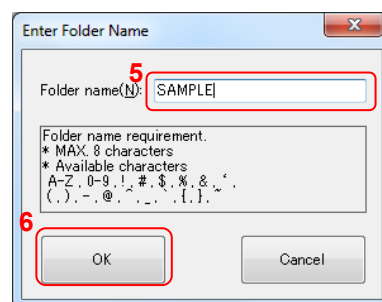 Enter Folder Name
X
5
Folder name(N): SAMPLE
Folder name requirement.
* MAX. 8 characters
* Available characters
A-Z , 0-9 , ! , # , $ , % , & , ‘ ,
( , ) , - , @ , ^ , _ , ` , { , } , ~
6
OK Cancel